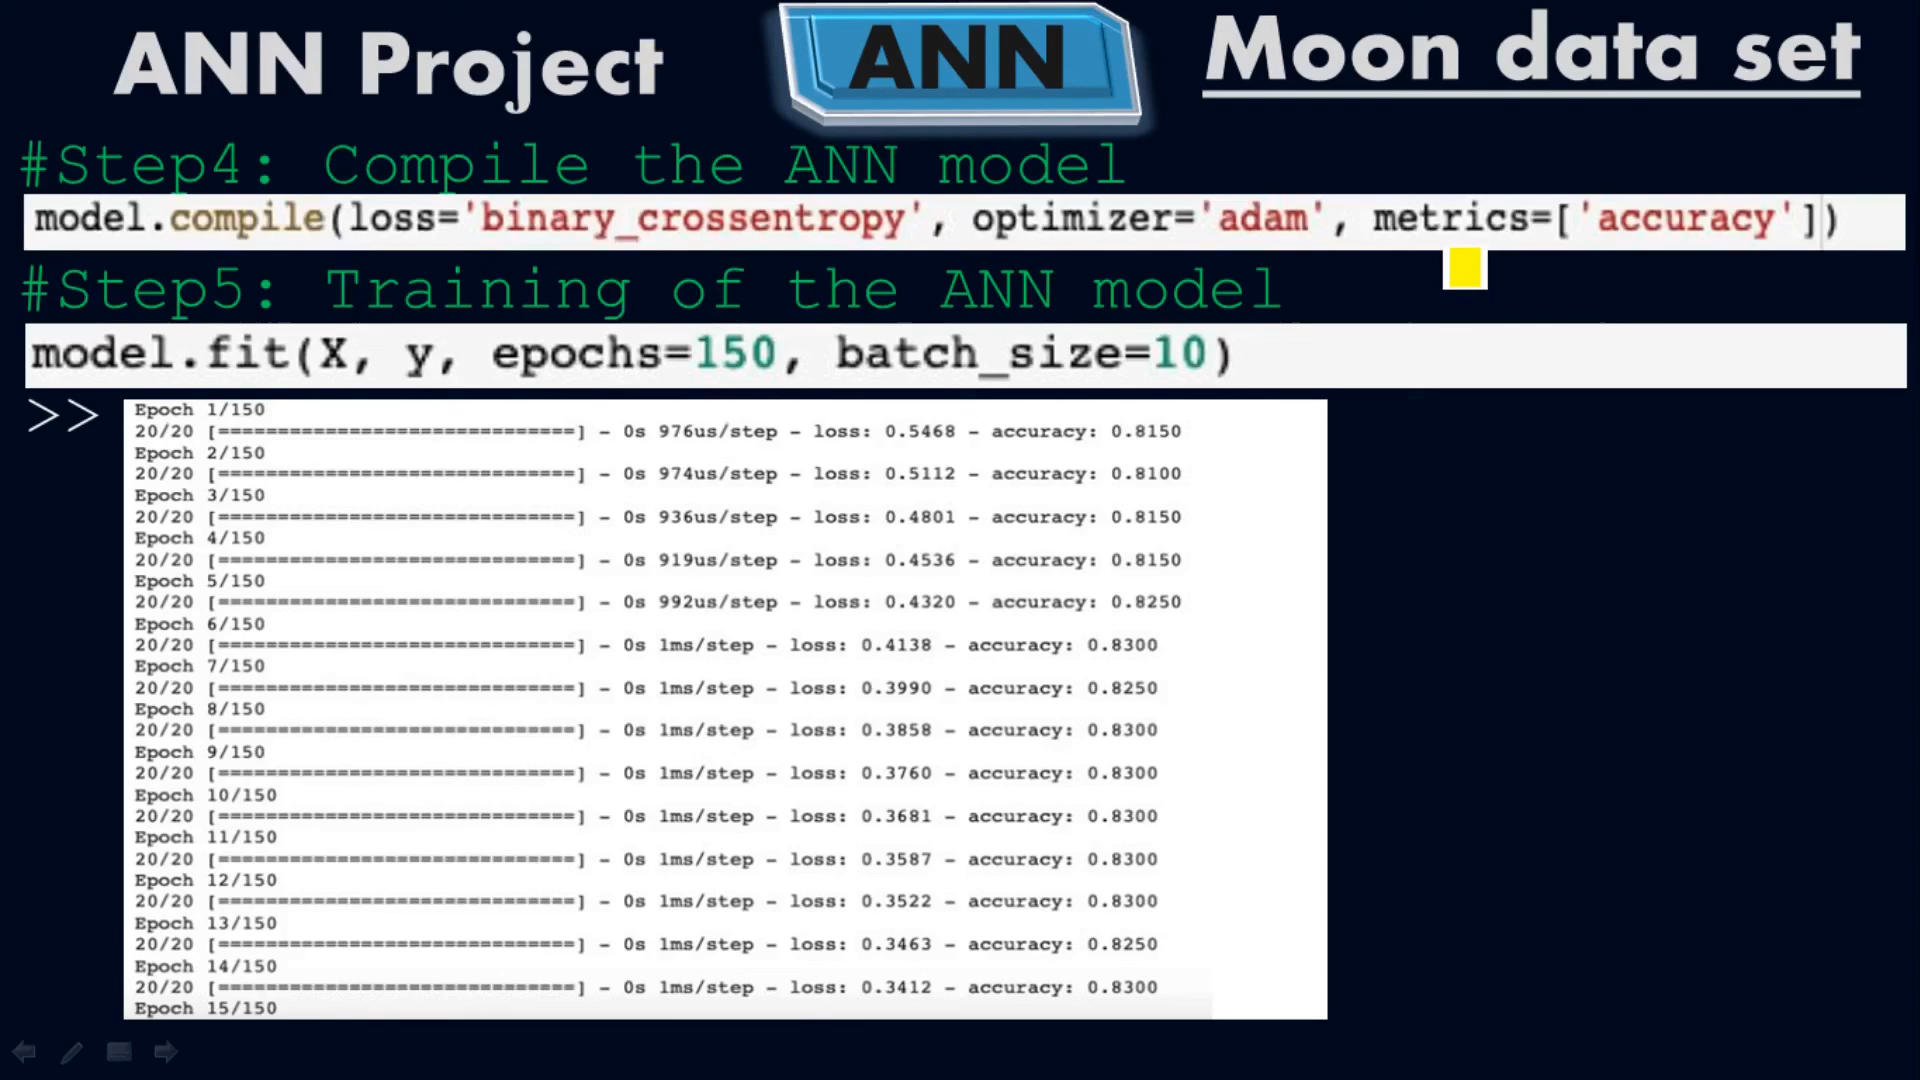 ANN Project
ANN
Moon data set
#Step4: Compile the ANN model
model.compile(loss='binary_crossentropy', optimizer='adam', metrics=['accuracy'])
#Step5: Training of the ANN model
model.fit(X, y, epochs=150, batch_size=10)
>>
Epoch 1/150
20/20 [==============================] - 0s 976us/step - loss: 0.5468 - accuracy: 0.8150
Epoch 2/150
20/20 [==============================] - 0s 974us/step - loss: 0.5112 - accuracy: 0.8100
Epoch 3/150
20/20 [==============================] - 0s 936us/step - loss: 0.4801 - accuracy: 0.8150
Epoch 4/150
20/20 [==============================] - 0s 919us/step - loss: 0.4536 - accuracy: 0.8150
Epoch 5/150
20/20 [==============================] - 0s 992us/step - loss: 0.4320 - accuracy: 0.8250
Epoch 6/150
20/20 [==============================] - 0s 1ms/step - loss: 0.4138 - accuracy: 0.8300
Epoch 7/150
20/20 [==============================] - 0s 1ms/step - loss: 0.3990 - accuracy: 0.8250
Epoch 8/150
20/20 [==============================] - 0s 1ms/step - loss: 0.3858 - accuracy: 0.8300
Epoch 9/150
20/20 [==============================] - 0s 1ms/step - loss: 0.3760 - accuracy: 0.8300
Epoch 10/150
20/20 [==============================] - 0s 1ms/step - loss: 0.3681 - accuracy: 0.8300
Epoch 11/150
20/20 [==============================] - 0s 1ms/step - loss: 0.3587 - accuracy: 0.8300
Epoch 12/150
20/20 [==============================] - 0s 1ms/step - loss: 0.3522 - accuracy: 0.8300
Epoch 13/150
20/20 [==============================] - 0s 1ms/step - loss: 0.3463 - accuracy: 0.8250
Epoch 14/150
20/20 [==============================] - 0s 1ms/step - loss: 0.3412 - accuracy: 0.8300
Epoch 15/150